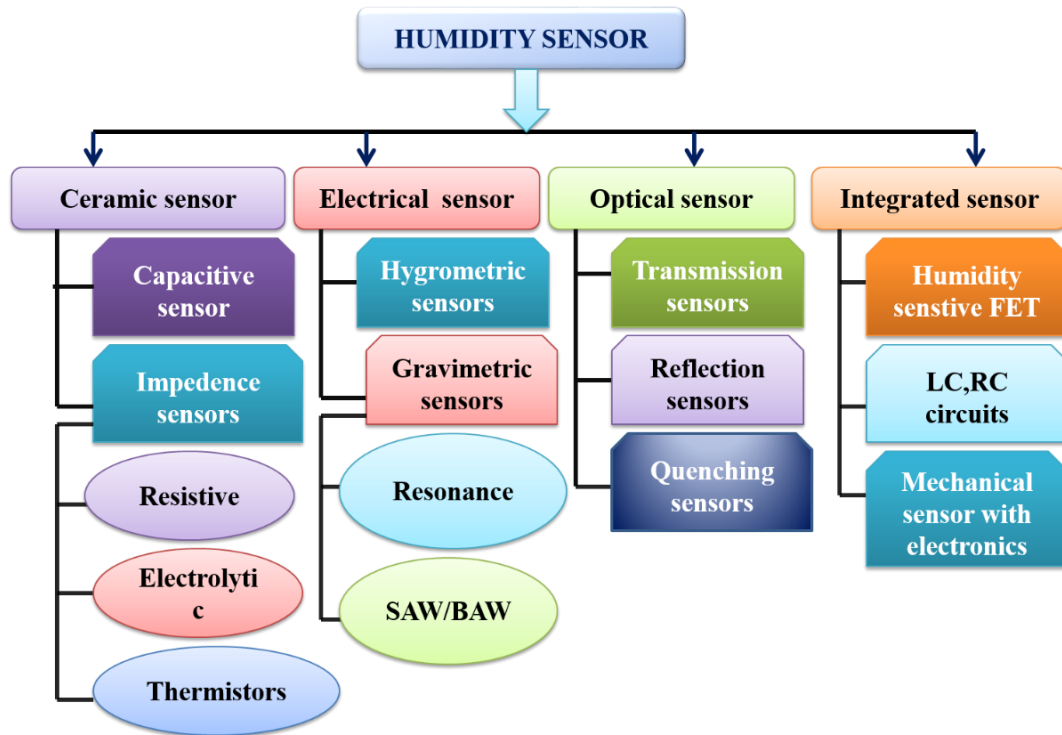 HUMIDITY SENSOR
Ceramic sensor
Capacitive
sensor
Impedence
sensors
Resistive
Electrolyti
c
Thermistors
Electrical sensor
Hygrometric
sensors
Gravimetric
sensors
Resonance
SAW/BAW
Optical sensor
Transmission
sensors
Reflection
sensors
Quenching
sensors
Integrated sensor
Humidity
senstive FET
LC,RC
circuits
Mechanical
sensor with
electronics